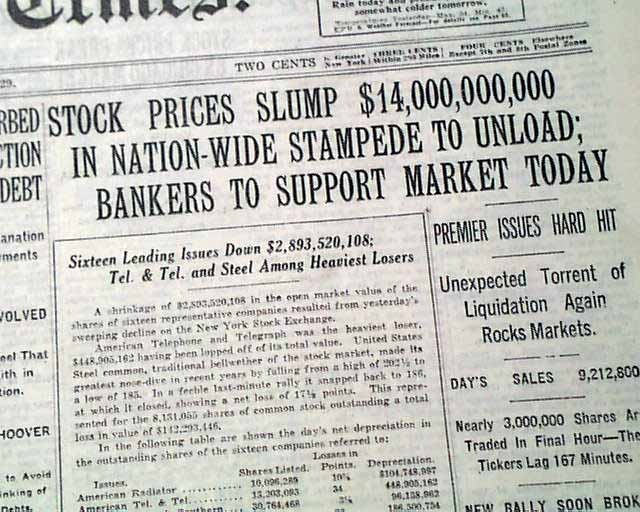 Times.
Rain today and
somewhat colder tomorrow.
29.
TWO CENTS
In Greater
New York
THREE CENTS
Within 200 Miles
FOUR CENTS Elsewhere
Except 7th and 8th Postal Zones
RBED
CTION
DEBT
anation
ments
VOLVED
eel That
ith in
tion.
HOOVER
to Avoid
inking of
Debts.
STOCK PRICES SLUMP $14,000,000,000
IN NATION-WIDE STAMPEDE TO UNLOAD;
BANKERS TO SUPPORT MARKET TODAY
Sixteen Leading Issues Down $2,893,520,108;
Tel. & Tel. and Steel Among Heaviest Losers
A shrinkage of $2,893,520,108 in the open market value of the
shares of sixteen representative companies resulted from yesterday's
sweeping decline on the New York Stock Exchange.
American Telephone and Telegraph was the heaviest loser,
$448,905,162 having been lopped off of its total value. United States
Steel common, traditional bellwether of the stock market, made its
greatest nose-dive in recent years by falling from a high of 202½ to
a low of 185. In a feeble last-minute rally it snapped back to 186,
at which it closed, showing a net loss of 17½ points. This repre-
sented for the 8,131,055 shares of common stock outstanding a total
loss in value of $142,293,446.
In the following table are shown the day's net depreciation in
the outstanding shares of the sixteen companies referred to:
Losses in
Issues. Shares Listed. Points. Depreciation.
American Radiator 10,096,289 10⅜ $104,748,997
American Tel. & Tel. 13,203,093 34 448,905,162
Southern 30,764,468 3⅛ 96,138,962
186,500,754
PREMIER ISSUES HARD HIT
Unexpected Torrent of
Liquidation Again
Rocks Markets.
DAY'S SALES 9,212,800
Nearly 3,000,000 Shares Ar
Traded In Final Hour—The
Tickers Lag 167 Minutes.
NEW RALLY SOON BROK